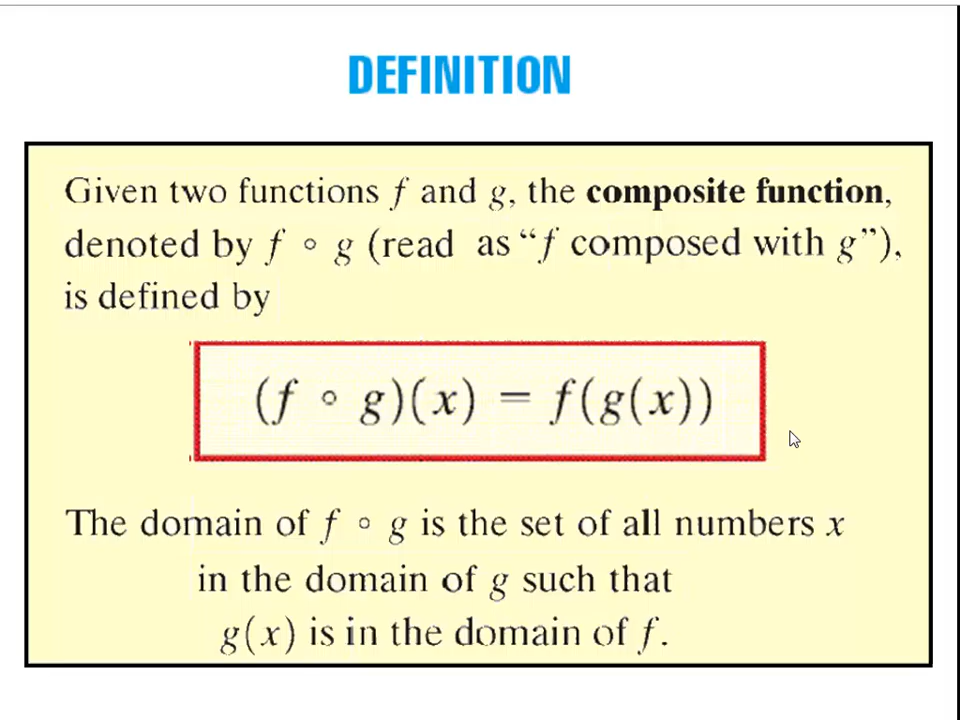 DEFINITION
Given two functions f and g, the composite function,
denoted by f ∘ g (read as “f composed with g”),
is defined by
(f ∘ g)(x) = f(g(x))
The domain of f ∘ g is the set of all numbers x
in the domain of g such that
g(x) is in the domain of f.